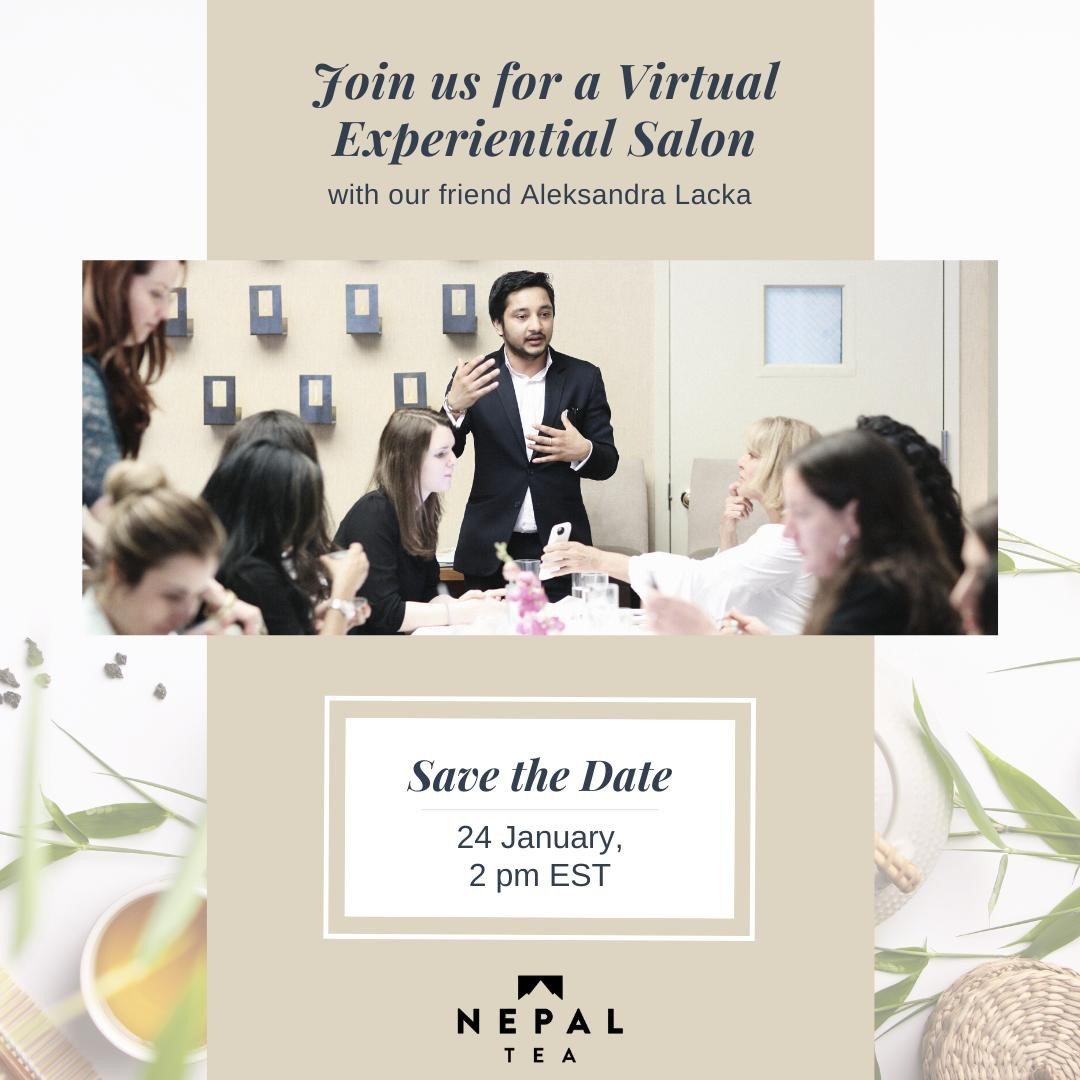 Join us for a Virtual
Experiential Salon
with our friend Aleksandra Lacka
Save the Date
24 January,
2 pm EST
NEPAL
TEA